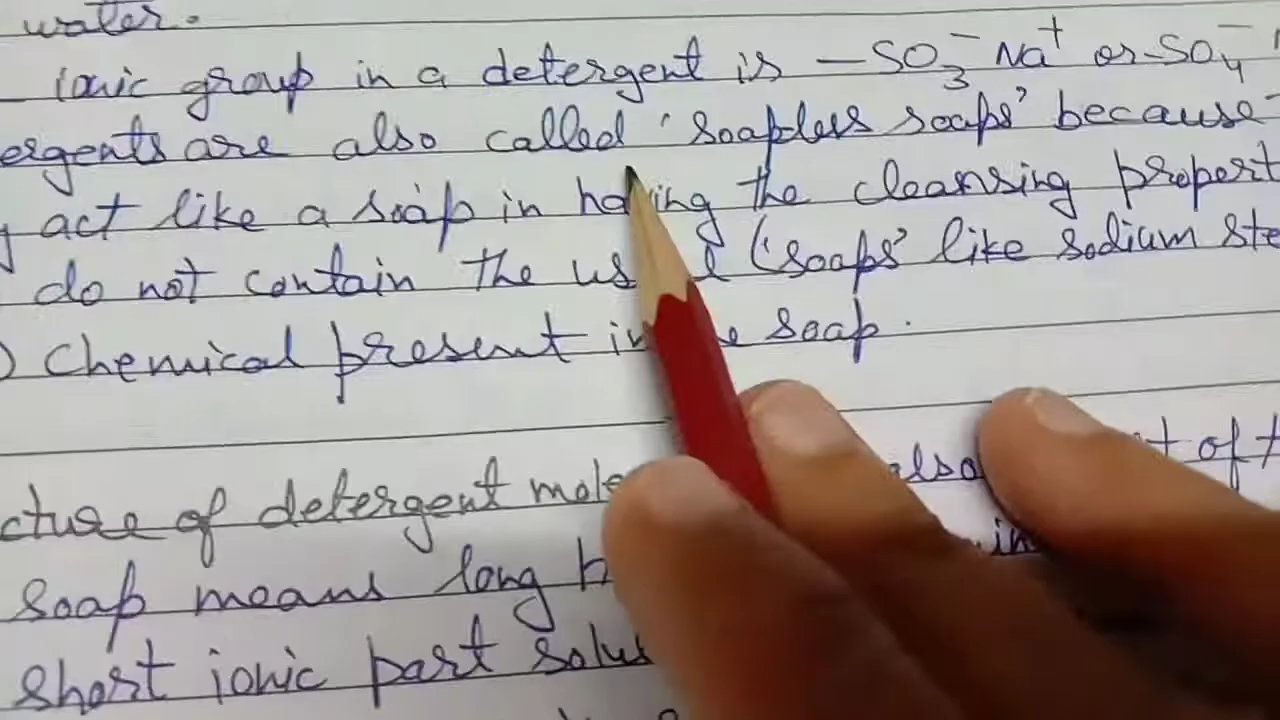 water.
ionic group in a detergent is —SO₃⁻Na⁺ or -SO₄⁻
ergents are also called 'soapless soaps' because
act like a soap in having the cleansing propert
do not contain the us l ('soaps' like sodium ste
) Chemical present in soap.
cture of detergent mole also t of t
soap means long h in
short ionic part solu